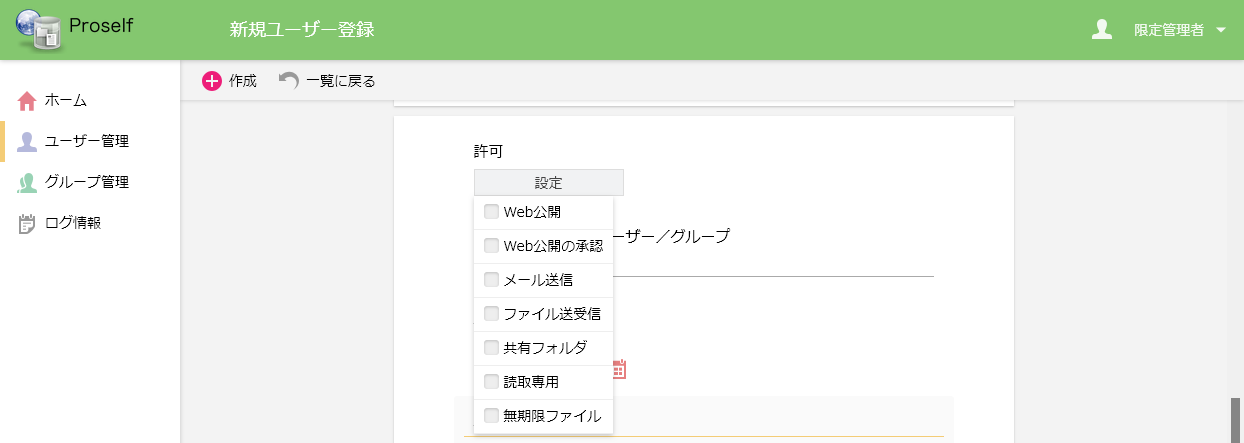 Proself
新規ユーザー登録
限定管理者
作成
一覧に戻る
ホーム
ユーザー管理
グループ管理
ログ情報
許可
設定
Web公開
ーザー／グループ
Web公開の承認
メール送信
ファイル送受信
共有フォルダ
読取専用
無期限ファイル